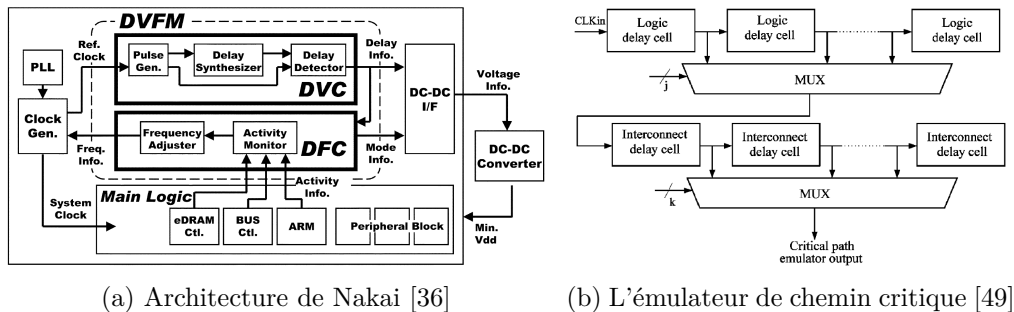 DVFM
Ref.
Clock
PLL
Pulse
Gen.
Delay
Synthesizer
Delay
Detector
DVC
Delay
Info.
DC-DC
I/F
Voltage
Info.
Clock
Gen.
Freq.
Info.
Frequency
Adjuster
Activity
Monitor
DFC
Mode
Info.
DC-DC
Converter
Activity
Info.
System
Clock
Main Logic
eDRAM
Ctl.
BUS
Ctl.
ARM
Peripheral Block
Min.
Vdd
(a) Architecture de Nakai [36]
CLKin
Logic
delay cell
Logic
delay cell
Logic
delay cell
j
MUX
Interconnect
delay cell
Interconnect
delay cell
Interconnect
delay cell
k
MUX
Critical path
emulator output
(b) L'émulateur de chemin critique [49]